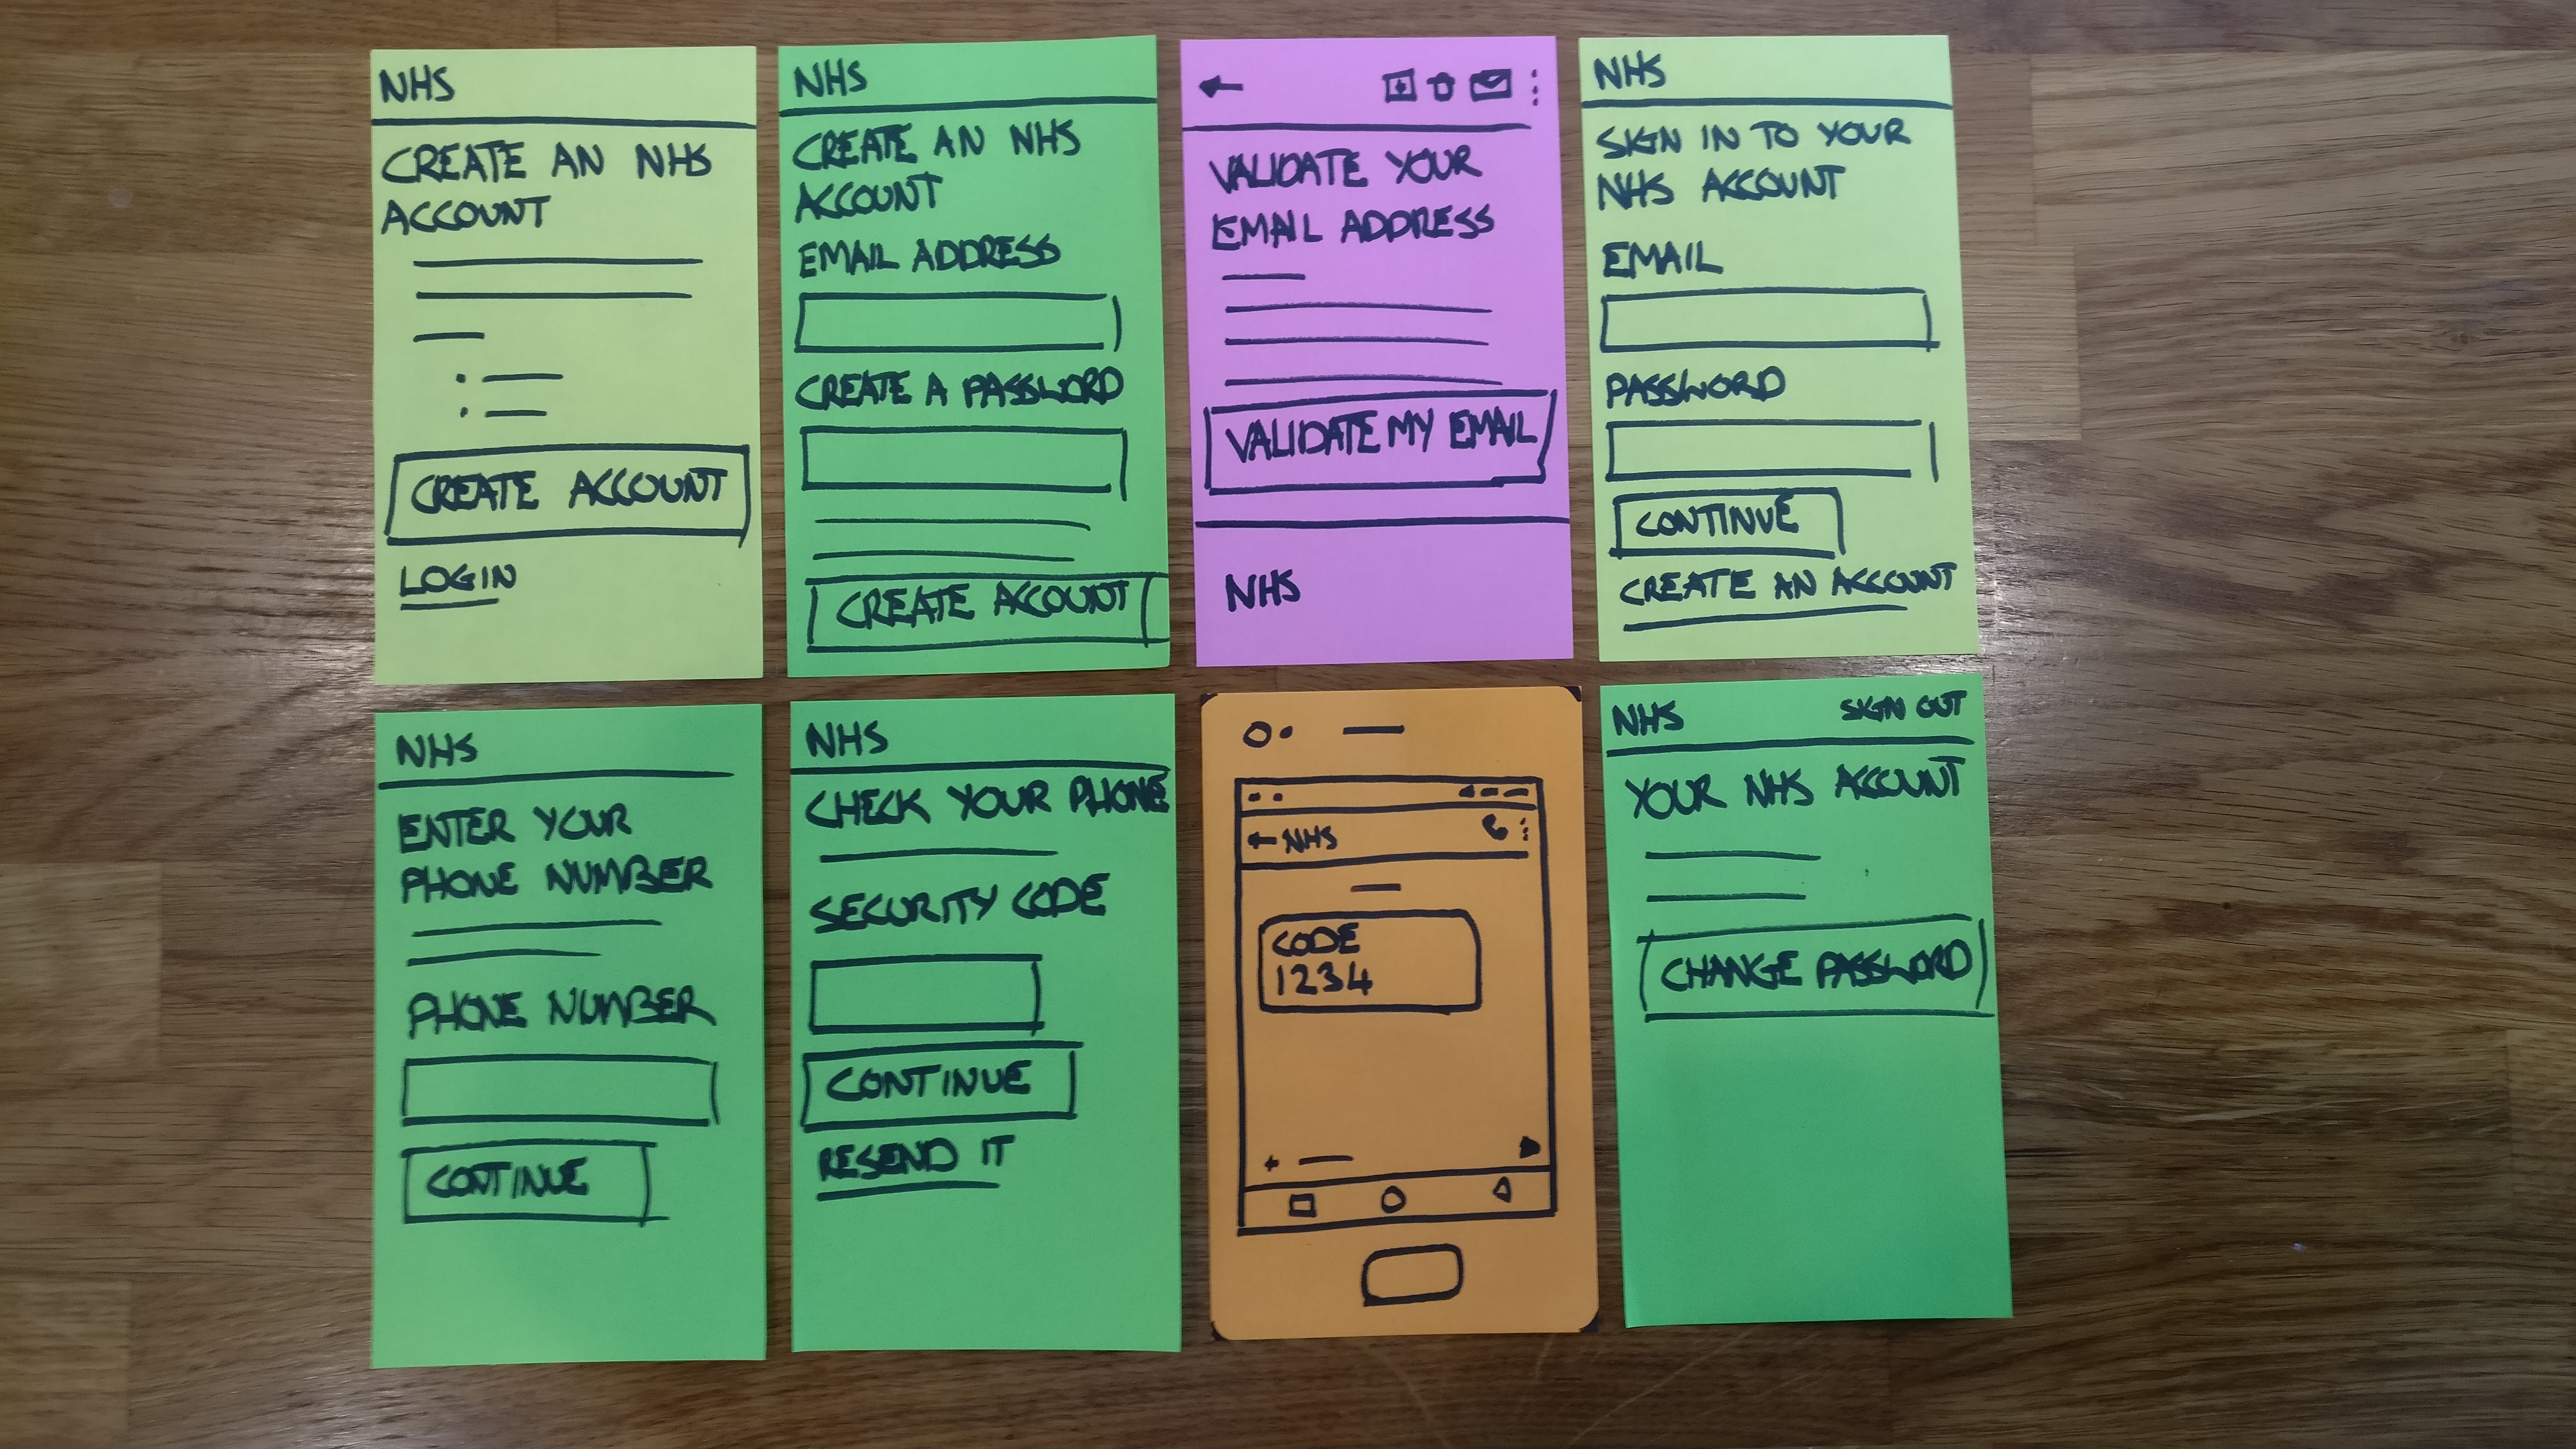 NHS
CREATE AN NHS
ACCOUNT
CREATE ACCOUNT
LOGIN
NHS
CREATE AN NHS
ACCOUNT
EMAIL ADDRESS
CREATE A PASSWORD
CREATE ACCOUNT
VALIDATE YOUR
EMAIL ADDRESS
VALIDATE MY EMAIL
NHS
NHS
SIGN IN TO YOUR
NHS ACCOUNT
EMAIL
PASSWORD
CONTINUE
CREATE AN ACCOUNT
NHS
ENTER YOUR
PHONE NUMBER
PHONE NUMBER
CONTINUE
NHS
CHECK YOUR PHONE
SECURITY CODE
CONTINUE
RESEND IT
NHS
CODE
1234
NHS SIGN OUT
YOUR NHS ACCOUNT
CHANGE PASSWORD